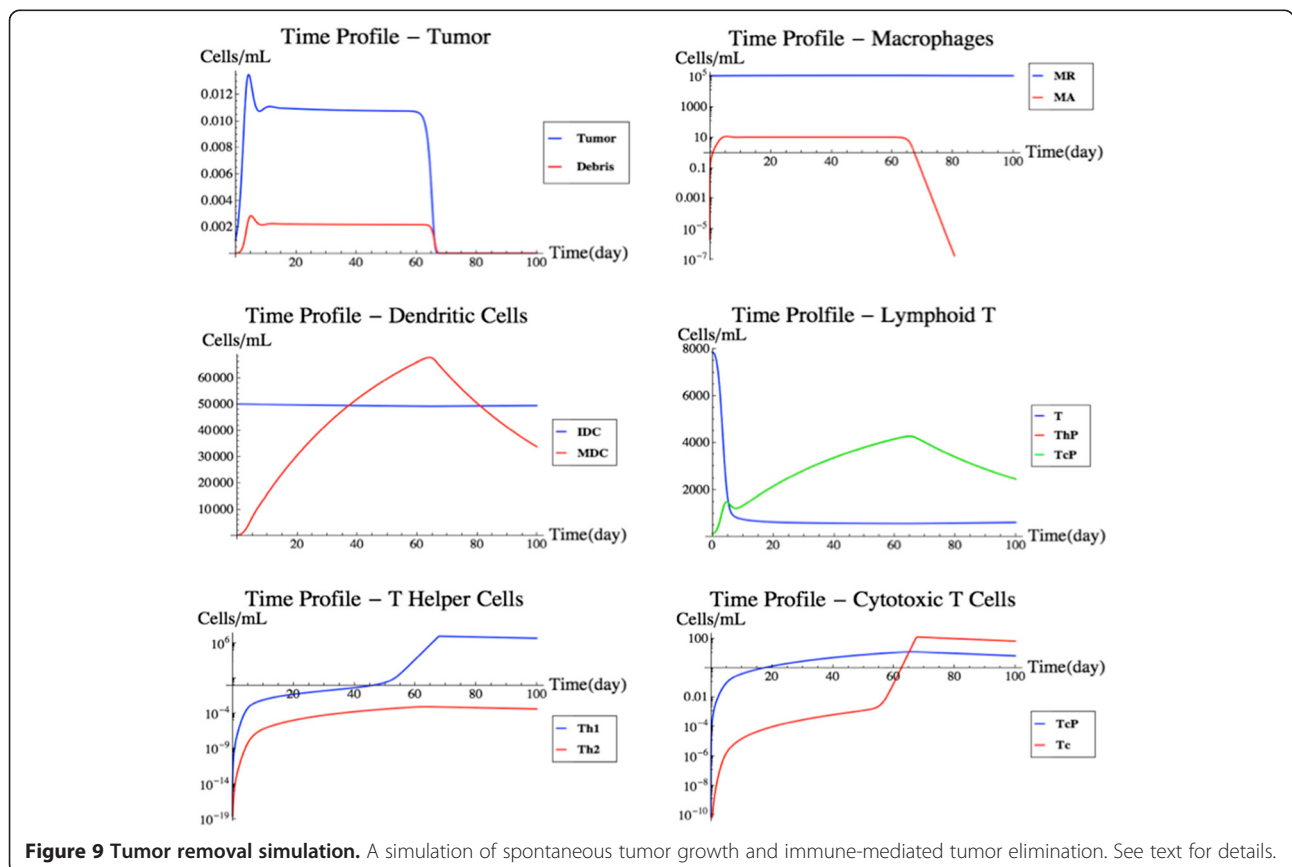 Time Profile – Tumor
Cells/mL
0.012
0.010
0.008
0.006
0.004
0.002
20 40 60 80 100
Time(day)
Tumor
Debris
Time Profile – Macrophages
Cells/mL
10^5
1000
10
0.1
0.001
10^-5
10^-7
20 40 60 80 100
Time(day)
MR
MA
Time Profile – Dendritic Cells
Cells/mL
60000
50000
40000
30000
20000
10000
20 40 60 80 100
Time(day)
IDC
MDC
Time Prolfile – Lymphoid T
Cells/mL
8000
6000
4000
2000
0 20 40 60 80 100
Time(day)
T
ThP
TcP
Time Profile – T Helper Cells
Cells/mL
10^6
10^-4
10^-9
10^-14
10^-19
20 40 60 80 100
Time(day)
Th1
Th2
Time Profile – Cytotoxic T Cells
Cells/mL
100
0.01
10^-4
10^-6
10^-8
10^-10
20 40 60 80 100
Time(day)
TcP
Tc
Figure 9 Tumor removal simulation. A simulation of spontaneous tumor growth and immune-mediated tumor elimination. See text for details.